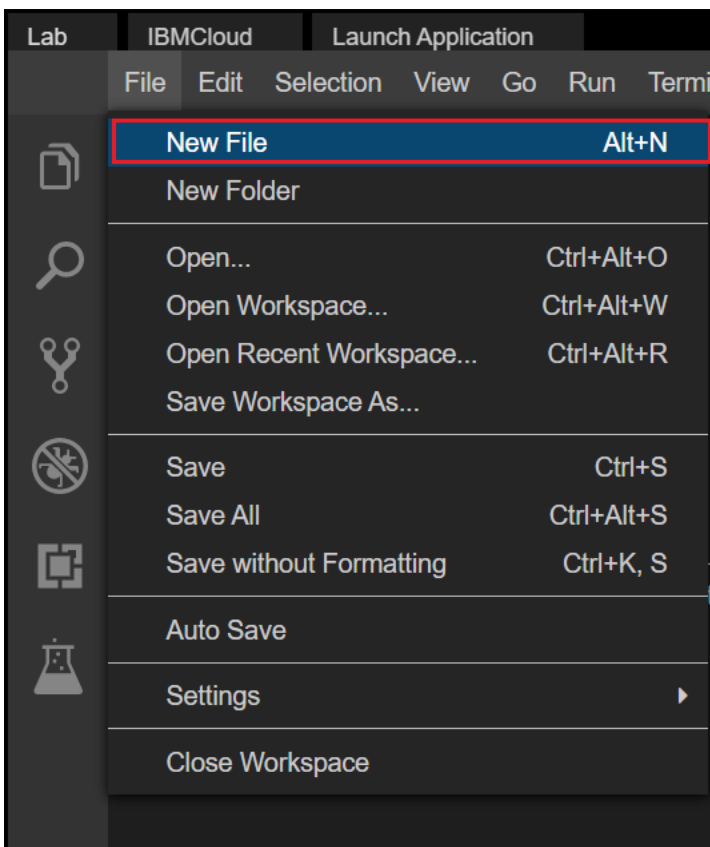 Lab IBMCloud Launch Application
File Edit Selection View Go Run Termi
New File Alt+N
New Folder
Open... Ctrl+Alt+O
Open Workspace... Ctrl+Alt+W
Open Recent Workspace... Ctrl+Alt+R
Save Workspace As...
Save Ctrl+S
Save All Ctrl+Alt+S
Save without Formatting Ctrl+K, S
Auto Save
Settings
Close Workspace